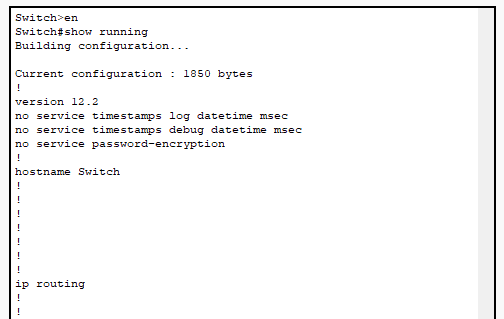 Switch>en
Switch#show running
Building configuration...
Current configuration : 1850 bytes
!
version 12.2
no service timestamps log datetime msec
no service timestamps debug datetime msec
no service password-encryption
!
hostname Switch
!
!
!
!
!
!
!
ip routing
!
!